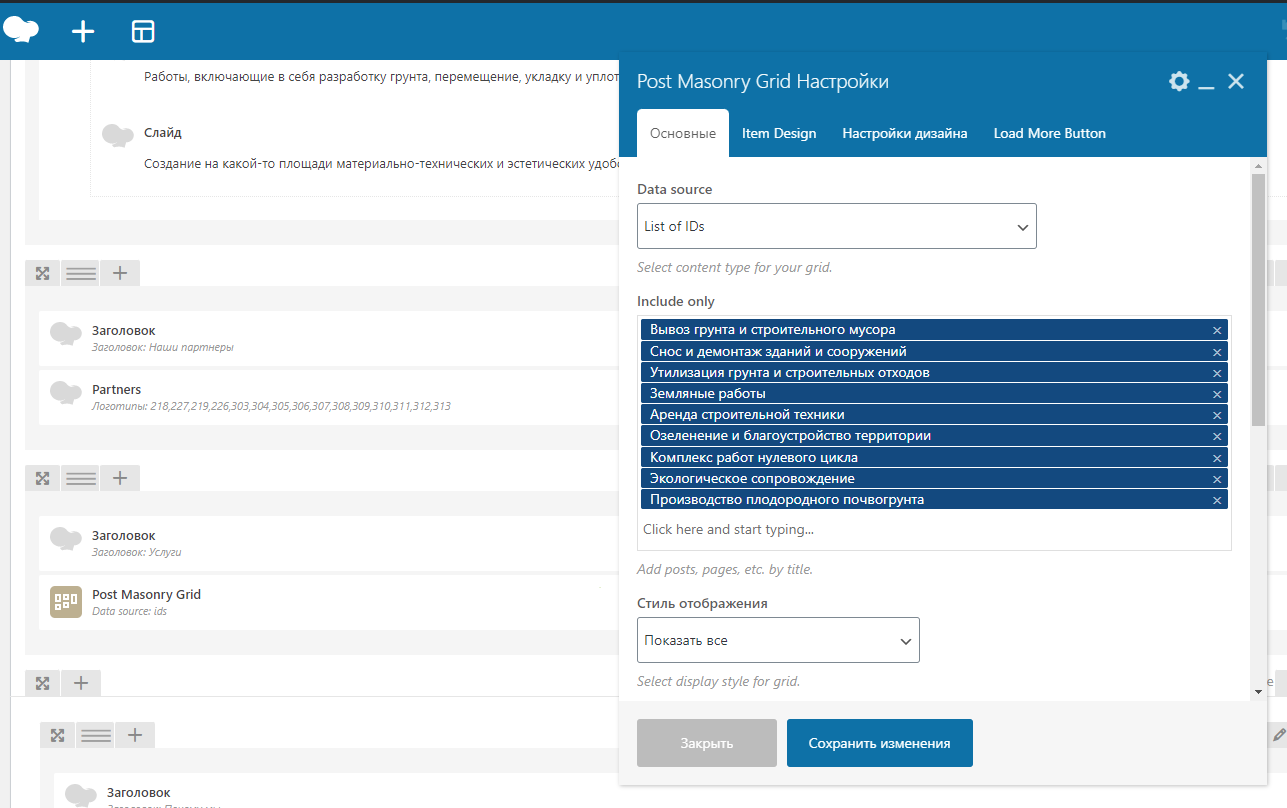 Работы, включающие в себя разработку грунта, перемещение, укладку и уплот
Слайд
Создание на какой-то площади материально-технических и эстетических удобс
Заголовок
Заголовок: Наши партнеры
Partners
Логотипы: 218,227,219,226,303,304,305,306,307,308,309,310,311,312,313
Заголовок
Заголовок: Услуги
Post Masonry Grid
Data source: ids
Заголовок
Post Masonry Grid Настройки
Основные
Item Design
Настройки дизайна
Load More Button
Data source
List of IDs
Select content type for your grid.
Include only
Вывоз грунта и строительного мусора
Снос и демонтаж зданий и сооружений
Утилизация грунта и строительных отходов
Земляные работы
Аренда строительной техники
Озеленение и благоустройство территории
Комплекс работ нулевого цикла
Экологическое сопровождение
Производство плодородного почвогрунта
Click here and start typing...
Add posts, pages, etc. by title.
Стиль отображения
Показать все
Select display style for grid.
Закрыть
Сохранить изменения